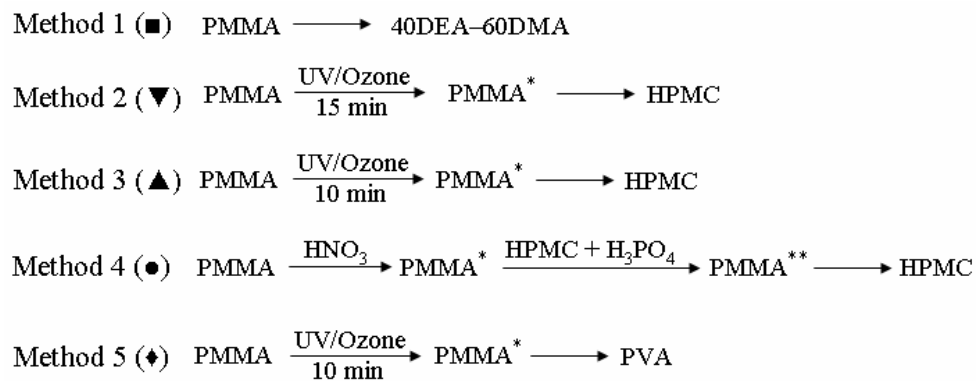 Method 1 (■) PMMA ⟶ 40DEA–60DMA
Method 2 (▼) PMMA UV/Ozone 15 min ⟶ PMMA* ⟶ HPMC
Method 3 (▲) PMMA UV/Ozone 10 min ⟶ PMMA* ⟶ HPMC
Method 4 (●) PMMA HNO₃ ⟶ PMMA* HPMC + H₃PO₄ ⟶ PMMA** ⟶ HPMC
Method 5 (♦) PMMA UV/Ozone 10 min ⟶ PMMA* ⟶ PVA